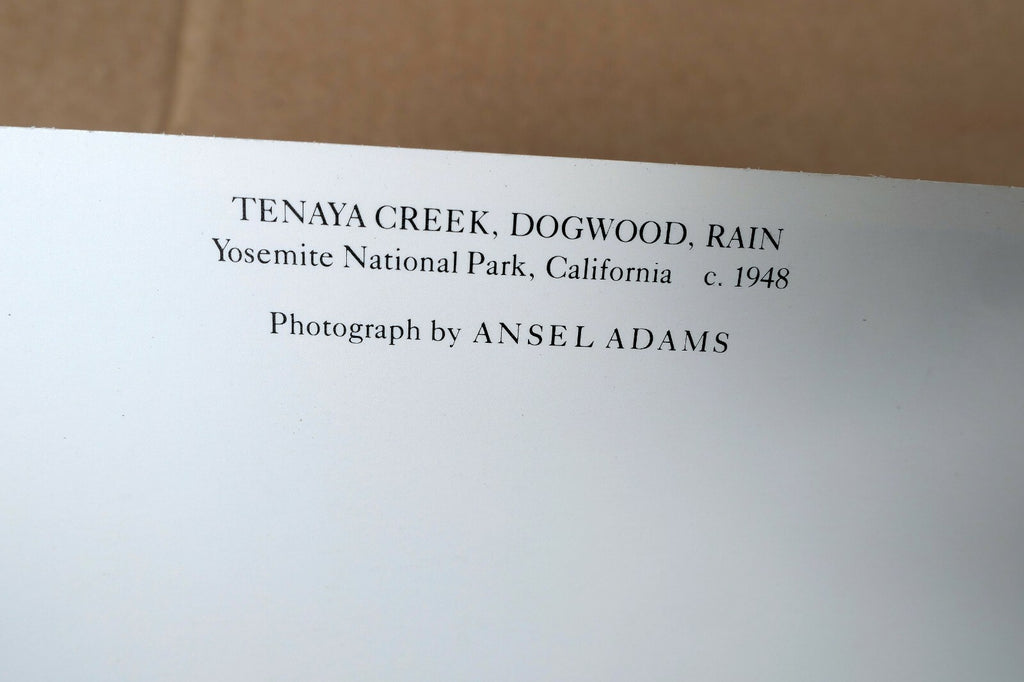 TENAYA CREEK, DOGWOOD, RAIN
Yosemite National Park, California c. 1948
Photograph by ANSEL ADAMS